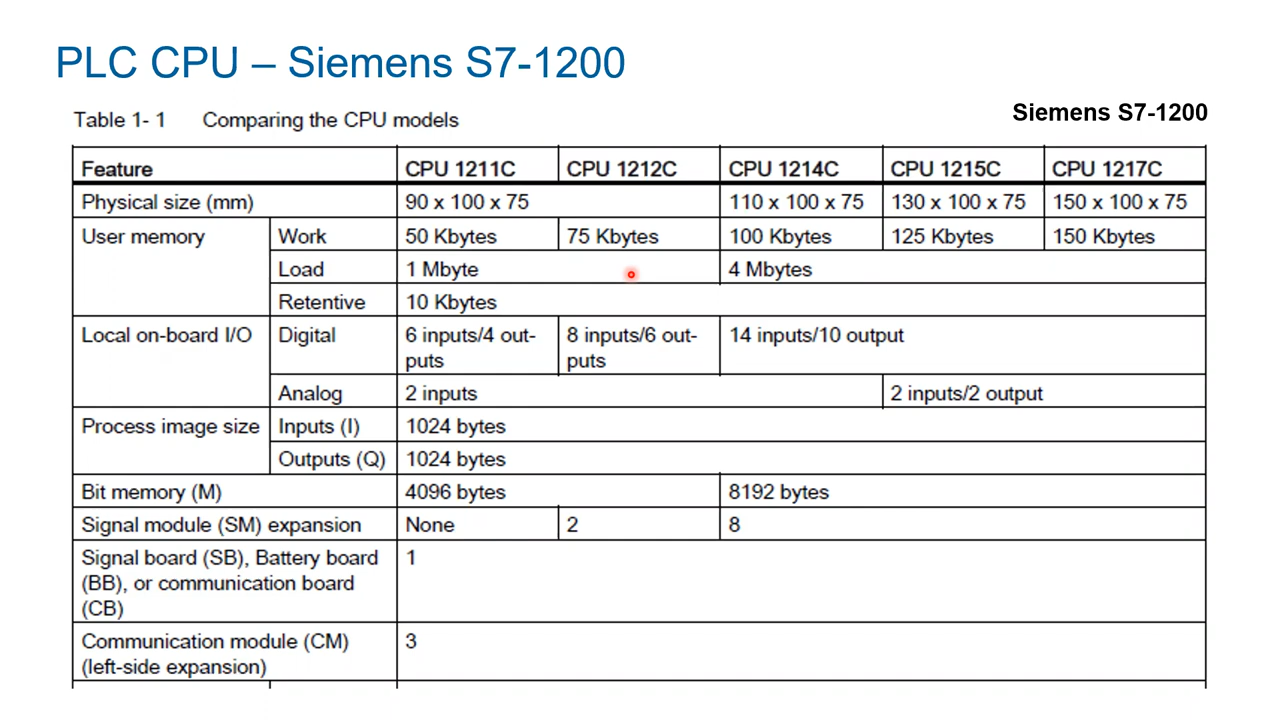 PLC CPU – Siemens S7-1200
Siemens S7-1200
Table 1- 1 Comparing the CPU models
Feature CPU 1211C CPU 1212C CPU 1214C CPU 1215C CPU 1217C
Physical size (mm) 90 x 100 x 75 110 x 100 x 75 130 x 100 x 75 150 x 100 x 75
User memory Work 50 Kbytes 75 Kbytes 100 Kbytes 125 Kbytes 150 Kbytes
Load 1 Mbyte 4 Mbytes
Retentive 10 Kbytes
Local on-board I/O Digital 6 inputs/4 out- 8 inputs/6 out- 14 inputs/10 output
puts puts
Analog 2 inputs 2 inputs/2 output
Process image size Inputs (I) 1024 bytes
Outputs (Q) 1024 bytes
Bit memory (M) 4096 bytes 8192 bytes
Signal module (SM) expansion None 2 8
Signal board (SB), Battery board 1
(BB), or communication board
(CB)
Communication module (CM) 3
(left-side expansion)